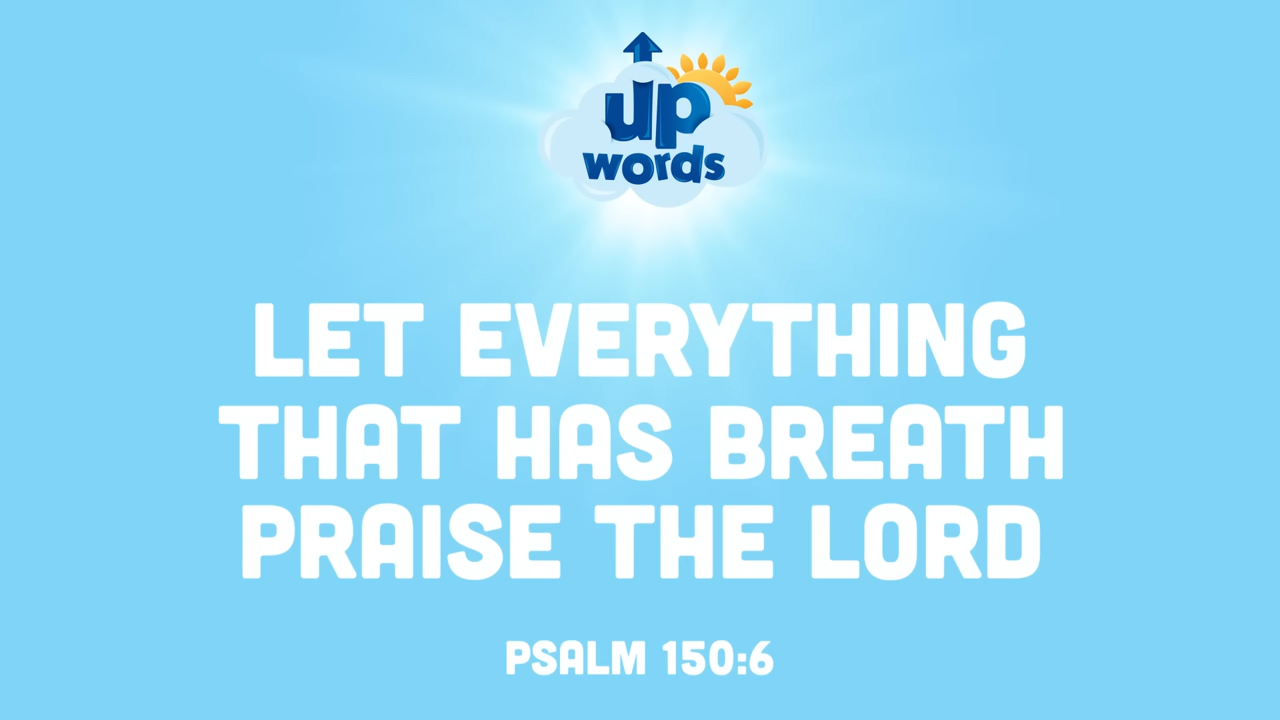 up
words
LET EVERYTHING
THAT HAS BREATH
PRAISE THE LORD
PSALM 150:6